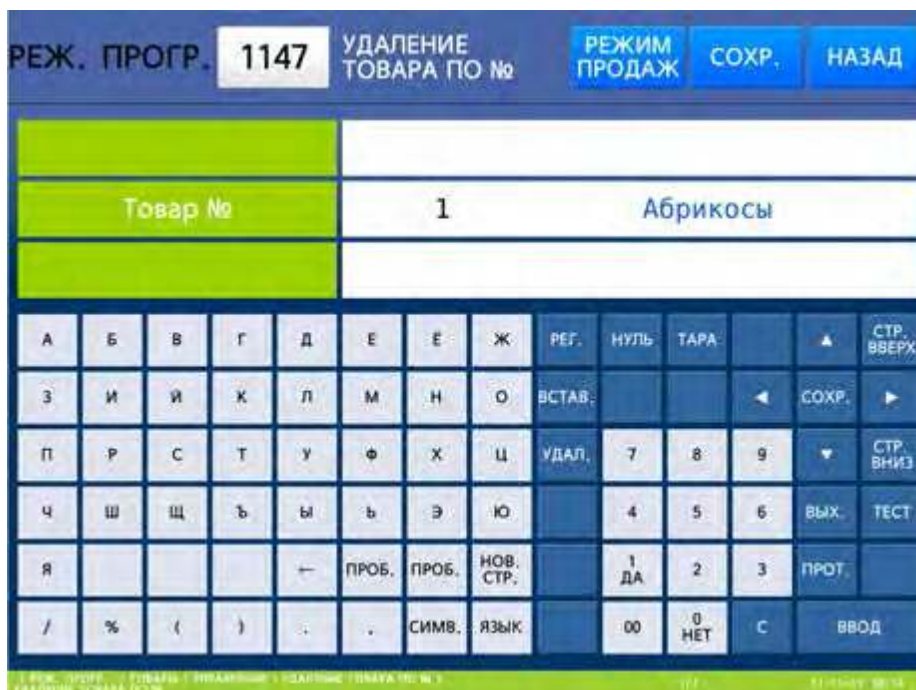 РЕЖ. ПРОГР. 1147 УДАЛЕНИЕ ТОВАРА ПО № РЕЖИМ ПРОДАЖ СОХР. НАЗАД
Товар № 1 Абрикосы
А Б В Г Д Е Ё Ж РЕГ. НУЛЬ ТАРА ▲ СТР. ВВЕРХ
З И Й К Л М Н О ВСТАВ. ◀ СОХР. ▶
П Р С Т У Ф Х Ц УДАЛ. 7 8 9 ▼ СТР. ВНИЗ
Ч Ш Щ Ъ Ы Ь Э Ю 4 5 6 ВЫХ. ТЕСТ
Я ← ПРОБ. ПРОБ. НОВ. СТР. 1 ДА 2 3 ПРОТ.
/ % ( ) . , СИМВ. ЯЗЫК 00 0 НЕТ C ВВОД